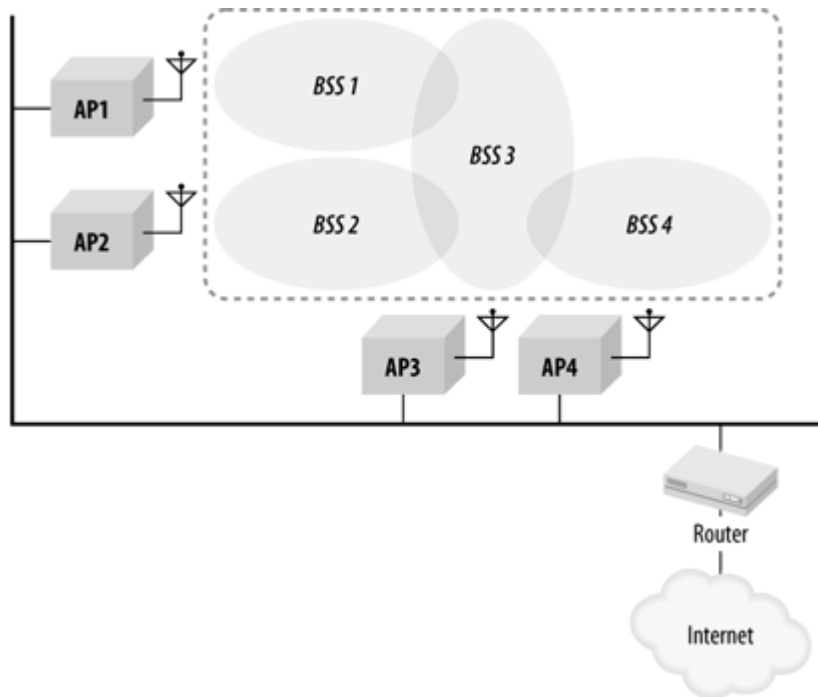 AP1
BSS 1
BSS 3
AP2
BSS 2
BSS 4
AP3
AP4
Router
Internet